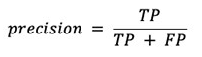 precision = TP / TP + FP